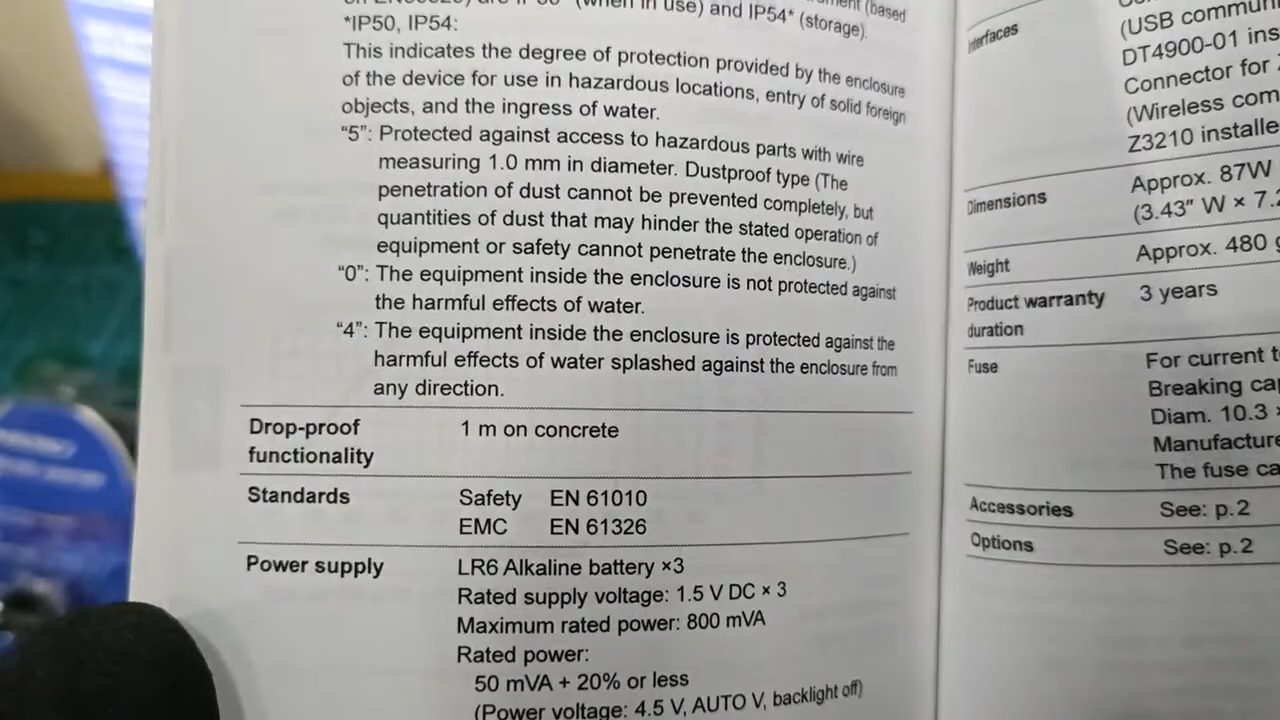 (when in use) and IP54* (storage).
*IP50, IP54:
This indicates the degree of protection provided by the enclosure
of the device for use in hazardous locations, entry of solid foreign
objects, and the ingress of water.
“5”: Protected against access to hazardous parts with wire
measuring 1.0 mm in diameter. Dustproof type (The
penetration of dust cannot be prevented completely, but
quantities of dust that may hinder the stated operation of
equipment or safety cannot penetrate the enclosure.)
“0”: The equipment inside the enclosure is not protected against
the harmful effects of water.
“4”: The equipment inside the enclosure is protected against the
harmful effects of water splashed against the enclosure from
any direction.
Drop-proof 1 m on concrete
functionality
Standards Safety EN 61010
EMC EN 61326
Power supply LR6 Alkaline battery ×3
Rated supply voltage: 1.5 V DC × 3
Maximum rated power: 800 mVA
Rated power:
50 mVA + 20% or less
(Power voltage: 4.5 V, AUTO V, backlight off)
(USB
DT4900-01
Connector for
(Wireless
Z3210
Dimensions Approx. 87W
(3.43″ W ×
Weight Approx. 480
Product warranty 3 years
duration
Fuse For current
Breaking
Diam. 10.3
The fuse
Accessories See: p.2
Options See: p.2